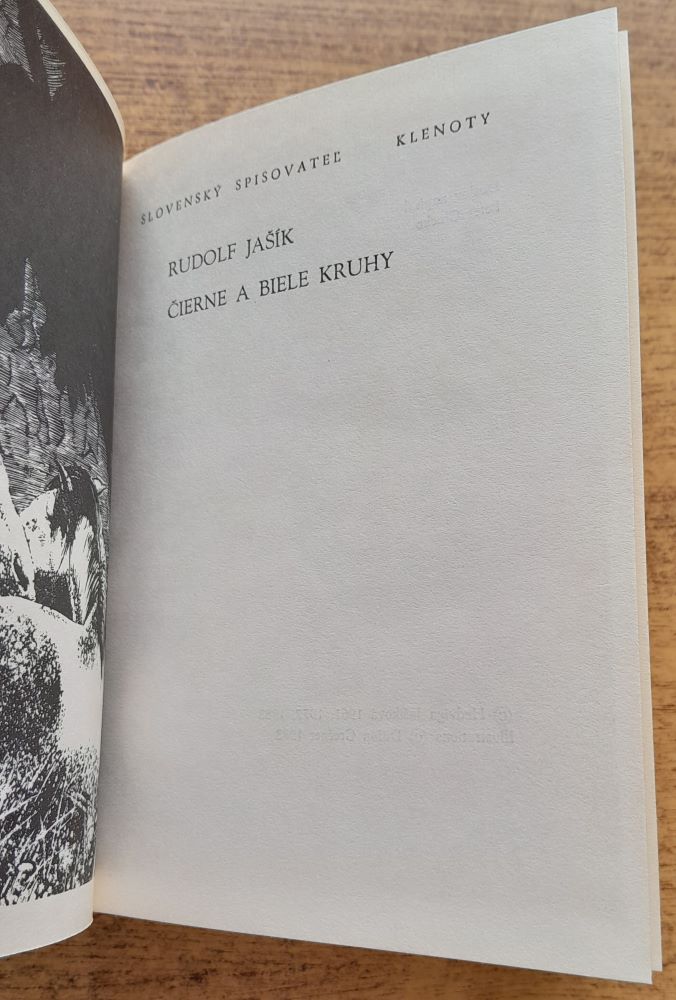 SLOVENSKÝ SPISOVATEĽ KLENOTY
RUDOLF JAŠÍK
ČIERNE A BIELE KRUHY